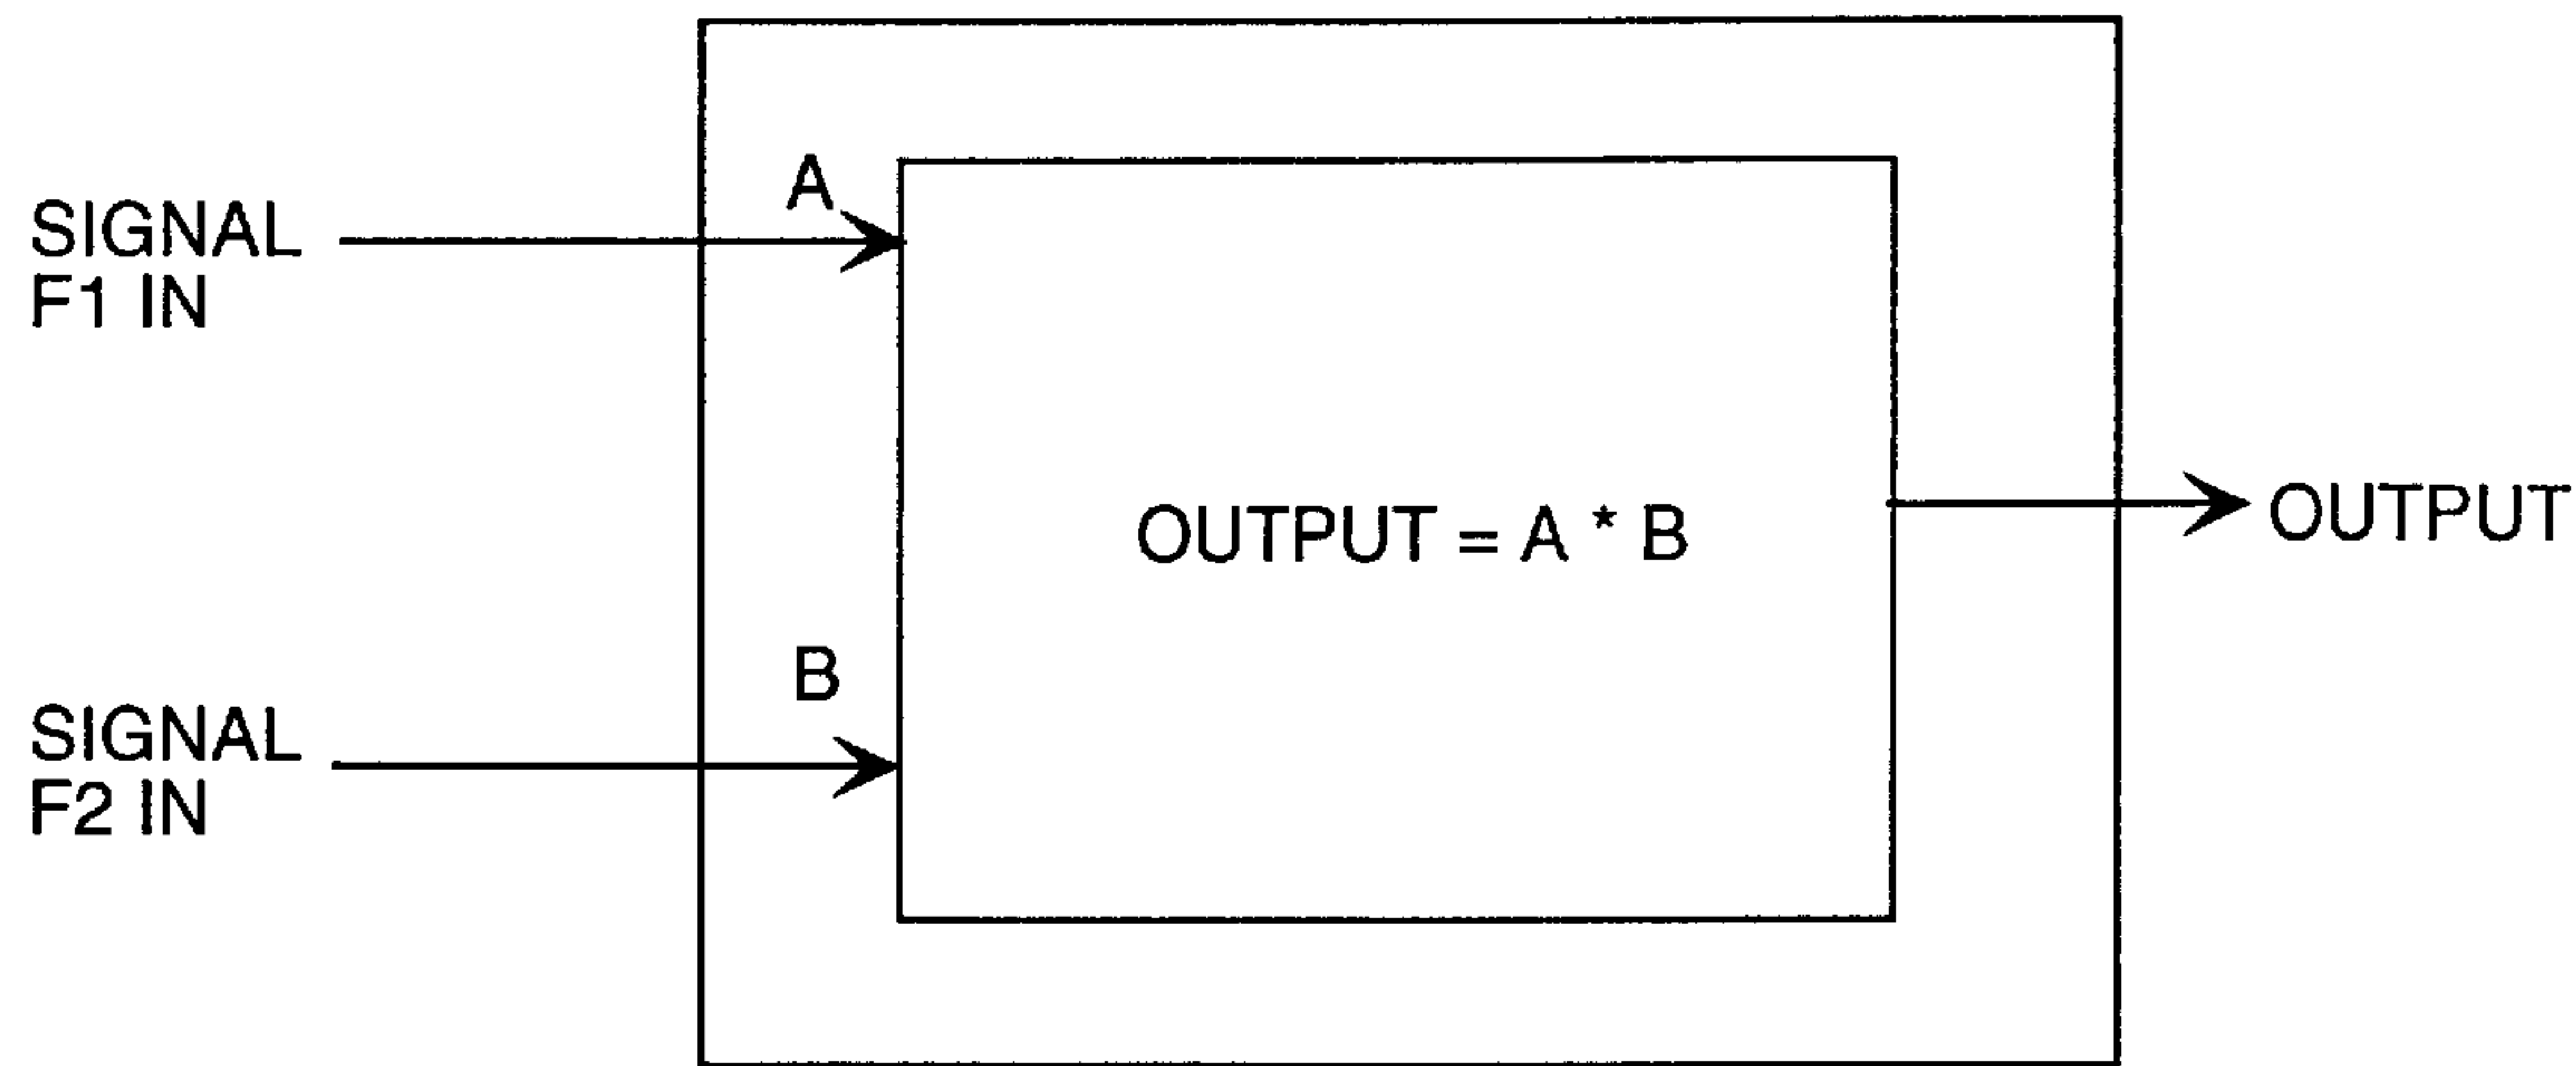 A
SIGNAL
F1 IN
OUTPUT = A * B
OUTPUT
B
SIGNAL
F2 IN